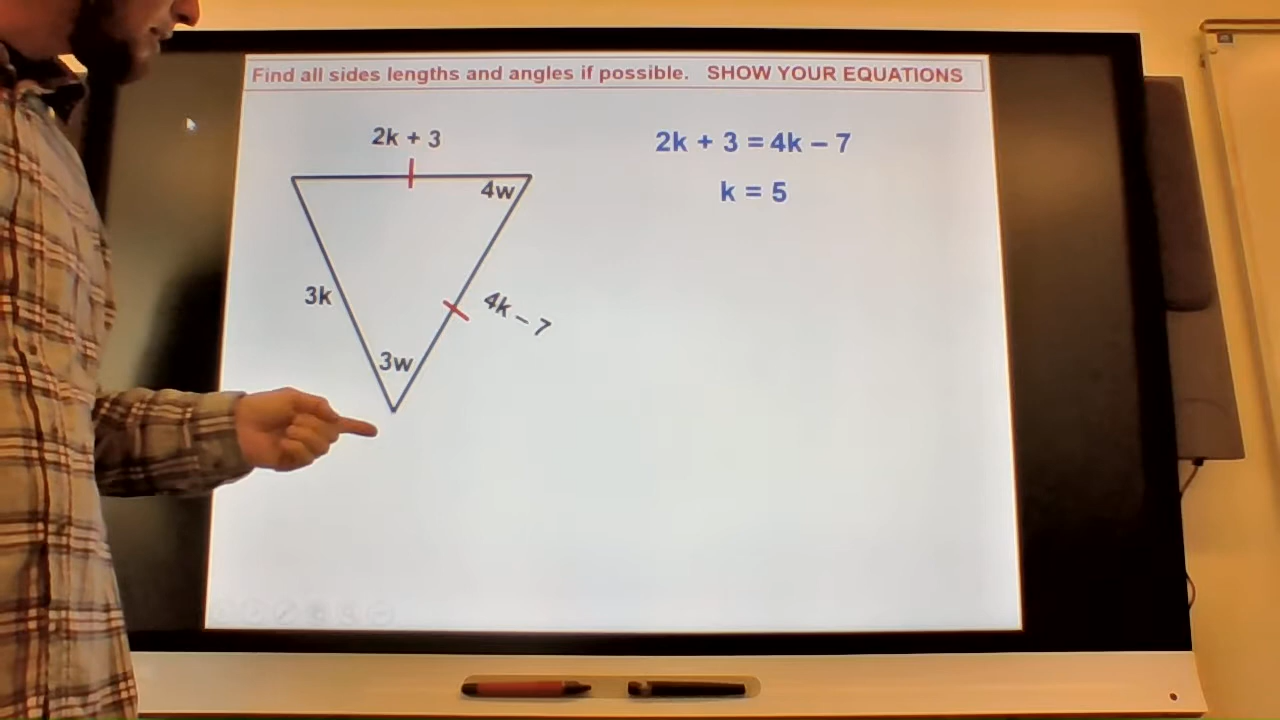 Find all sides lengths and angles if possible. SHOW YOUR EQUATIONS
2k + 3
2k + 3 = 4k – 7
4w
k = 5
3k
4k – 7
3w